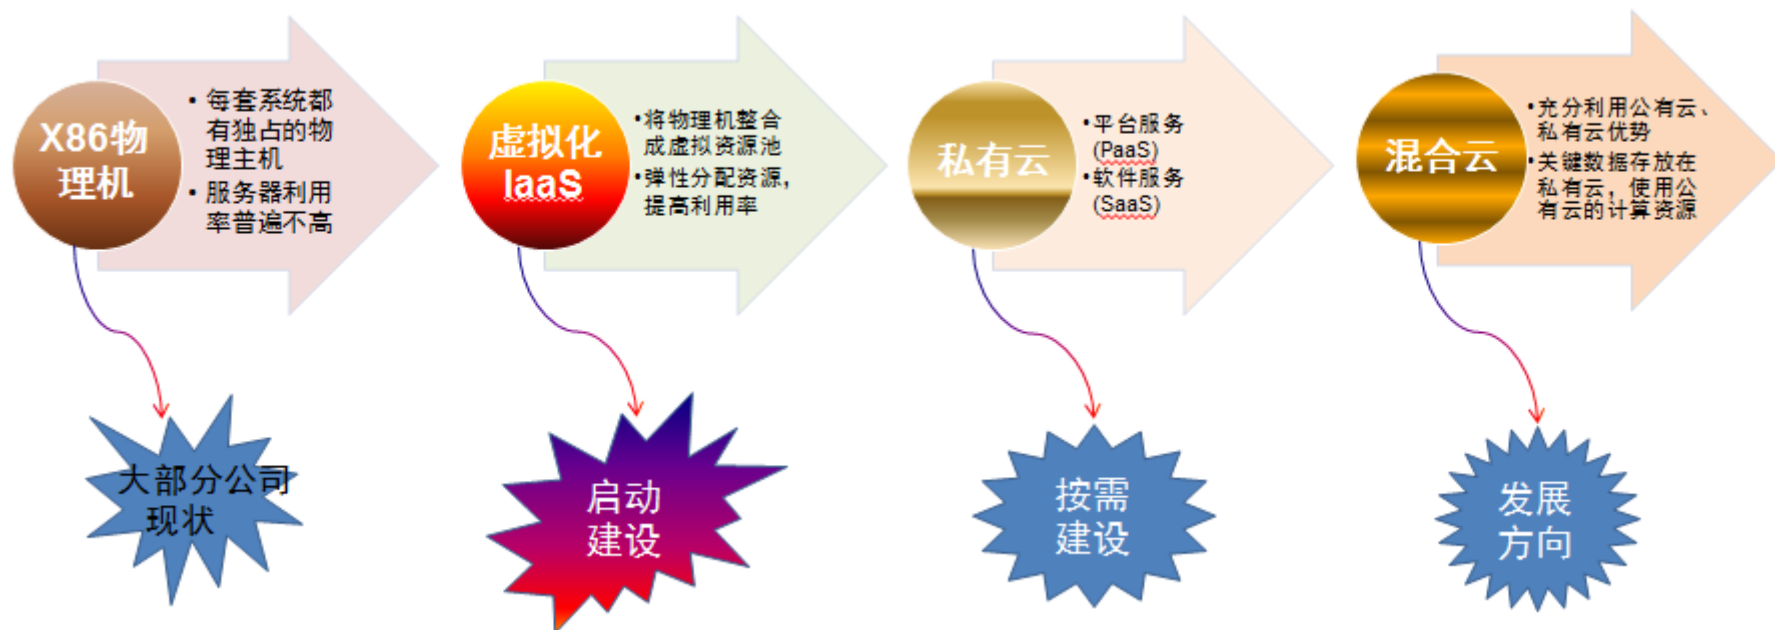 X86物
理机
• 每套系统都
有独占的物
理主机
• 服务器利用
率普遍不高
大部分公司
现状
虚拟化
IaaS
•将物理机整合
成虚拟资源池
•弹性分配资源，
提高利用率
启动
建设
私有云
•平台服务
(PaaS)
•软件服务
(SaaS)
按需
建设
混合云
•充分利用公有云、
私有云优势
•关键数据存放在
私有云，使用公
有云的计算资源
发展
方向